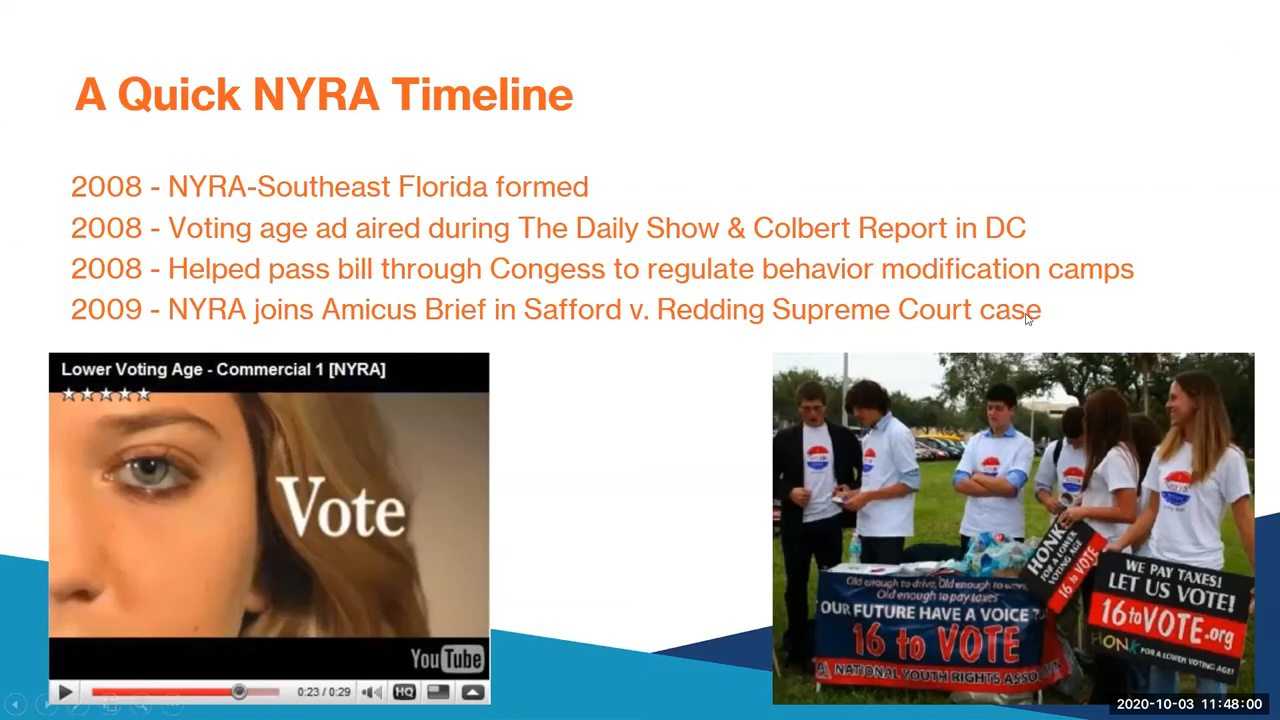 A Quick NYRA Timeline
2008 - NYRA-Southeast Florida formed
2008 - Voting age ad aired during The Daily Show & Colbert Report in DC
2008 - Helped pass bill through Congess to regulate behavior modification camps
2009 - NYRA joins Amicus Brief in Safford v. Redding Supreme Court case
Lower Voting Age - Commercial 1 [NYRA]
Vote
YouTube
0:23 / 0:29
HQ
HONK
FOR A LOWER
VOTING AGE
16 to VOTE
WE PAY TAXES!
LET US VOTE!
16toVOTE.org
HONK FOR A LOWER VOTING AGE!
Old enough to drive, Old enough to
Old enough to pay taxes
OUR FUTURE HAVE A VOICE
16 to VOTE
NATIONAL YOUTH RIGHTS
2020-10-03 11:48:00